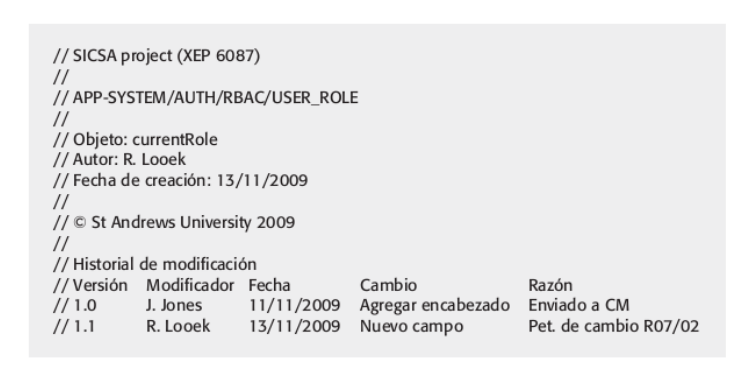 // SICSA project (XEP 6087)
//
// APP-SYSTEM/AUTH/RBAC/USER_ROLE
//
// Objeto: currentRole
// Autor: R. Looek
// Fecha de creación: 13/11/2009
//
// © St Andrews University 2009
//
// Historial de modificación
// Versión Modificador Fecha Cambio Razón
// 1.0 J. Jones 11/11/2009 Agregar encabezado Enviado a CM
// 1.1 R. Looek 13/11/2009 Nuevo campo Pet. de cambio R07/02